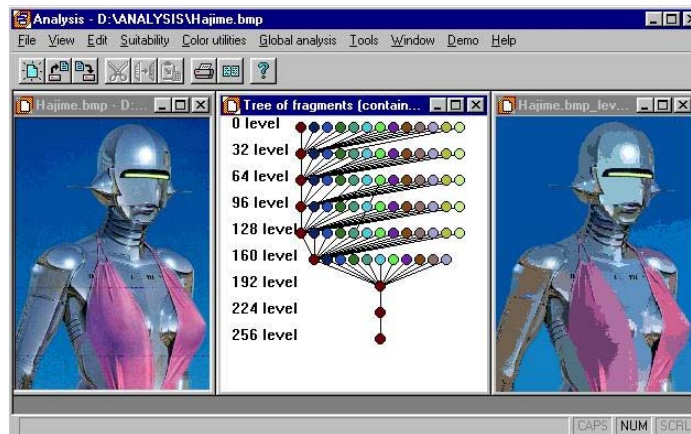 Analysis - D:\ANALYSIS\Hajime.bmp
File View Edit Suitability Color utilities Global analysis Tools Window Demo Help
Hajime.bmp - D:...
Tree of fragments (contain...
Hajime.bmp_lev...
0 level
32 level
64 level
96 level
128 level
160 level
192 level
224 level
256 level
CAPS NUM SCRL